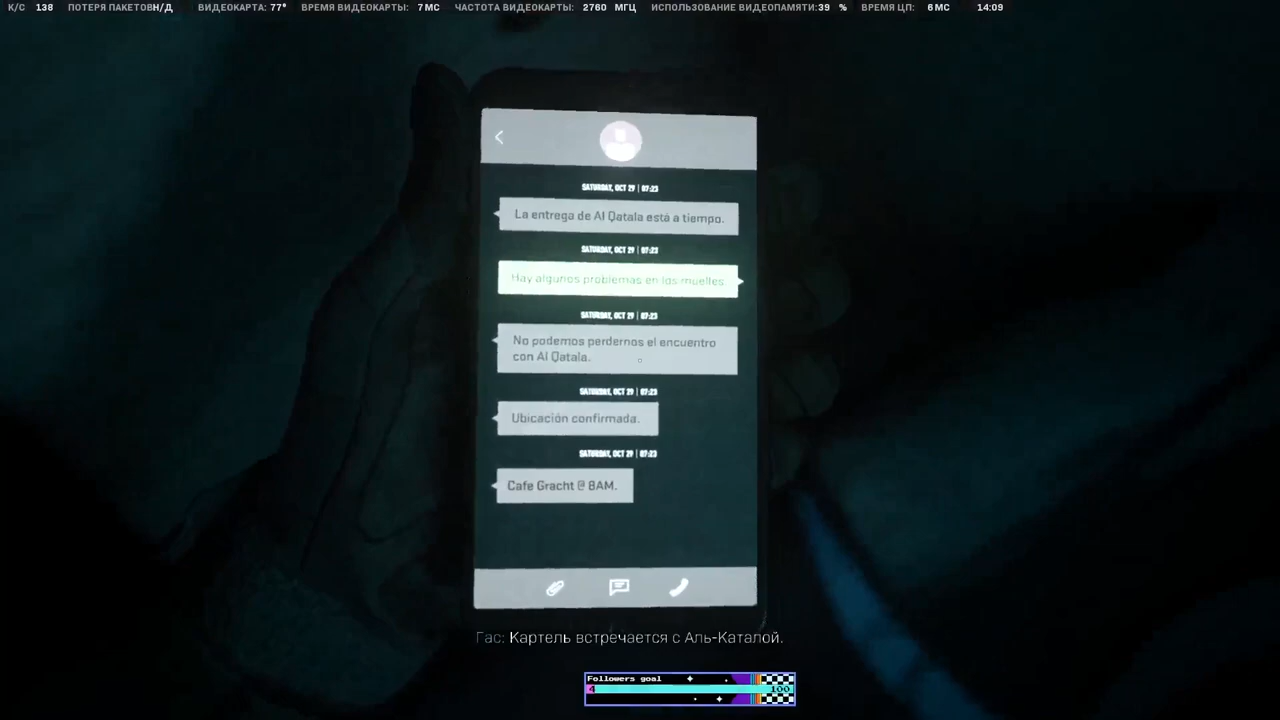 К/С 138 ПОТЕРЯ ПАКЕТОВ Н/Д ВИДЕОКАРТА: 77° ВРЕМЯ ВИДЕОКАРТЫ: 7 МС ЧАСТОТА ВИДЕОКАРТЫ: 2760 МГЦ ИСПОЛЬЗОВАНИЕ ВИДЕОПАМЯТИ: 39 % ВРЕМЯ ЦП: 6 МС 14:09
SATURDAY, OCT 29 | 07:23
La entrega de Al Qatala está a tiempo.
SATURDAY, OCT 29 | 07:23
Hay algunos problemas en los muelles.
SATURDAY, OCT 29 | 07:23
No podemos perdernos el encuentro
con Al Qatala.
SATURDAY, OCT 29 | 07:23
Ubicación confirmada.
SATURDAY, OCT 29 | 07:23
Cafe Gracht @ 8AM.
Гас: Картель встречается с Аль-Каталой.
Followers goal
4 100